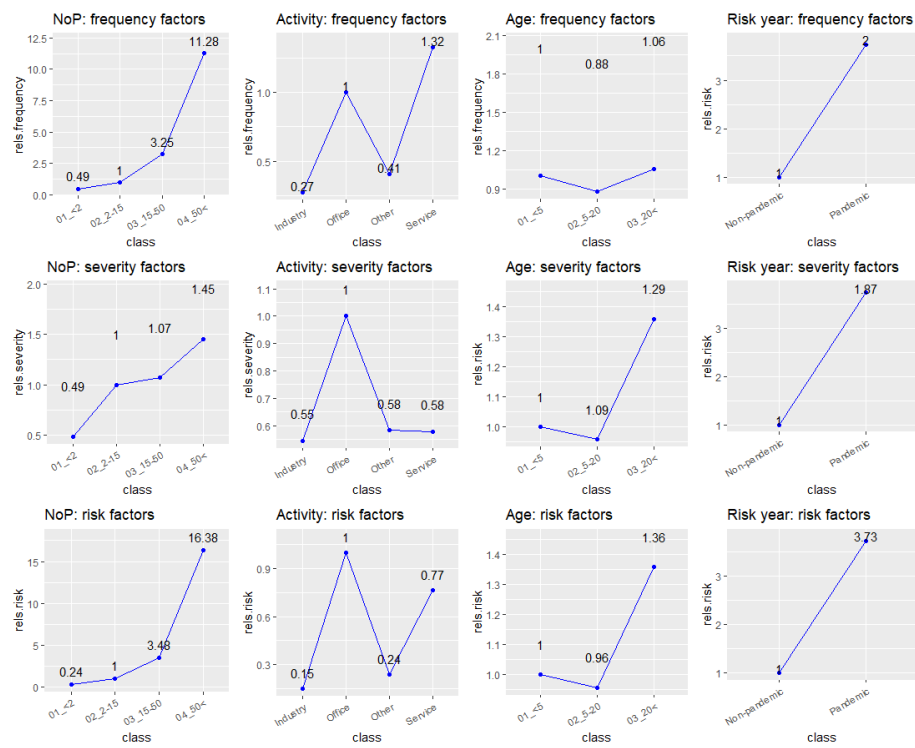 NoP: frequency factors
rels.frequency
12.5
10.0
7.5
5.0
2.5
0.0
0.49
1
3.25
11.28
01_<2
02_2-15
03_15-50
04_50<
class
Activity: frequency factors
rels.frequency
1.0
0.5
0.27
1
0.41
1.32
Industry
Office
Other
Service
class
Age: frequency factors
rels.frequency
2.1
1.8
1.5
1.2
0.9
1
0.88
1.06
01_<5
02_5-20
03_20<
class
Risk year: frequency factors
rels.risk
3
2
1
1
2
Non-pandemic
Pandemic
class
NoP: severity factors
rels.severity
2.0
1.5
1.0
0.5
0.49
1
1.07
1.45
01_<2
02_2-15
03_15-50
04_50<
class
Activity: severity factors
rels.severity
1.1
1.0
0.9
0.8
0.7
0.6
0.55
1
0.58
0.58
Industry
Office
Other
Service
class
Age: severity factors
rels.risk
1.4
1.3
1.2
1.1
1.0
1
1.09
1.29
01_<5
02_5-20
03_20<
class
Risk year: severity factors
rels.risk
3
2
1
1
1.87
Non-pandemic
Pandemic
class
NoP: risk factors
rels.risk
15
10
5
0
0.24
1
3.48
16.38
01_<2
02_2-15
03_15-50
04_50<
class
Activity: risk factors
rels.risk
0.9
0.6
0.3
0.15
1
0.24
0.77
Industry
Office
Other
Service
class
Age: risk factors
rels.risk
1.4
1.3
1.2
1.1
1.0
1
0.96
1.36
01_<5
02_5-20
03_20<
class
Risk year: risk factors
rels.risk
3
2
1
1
3.73
Non-pandemic
Pandemic
class